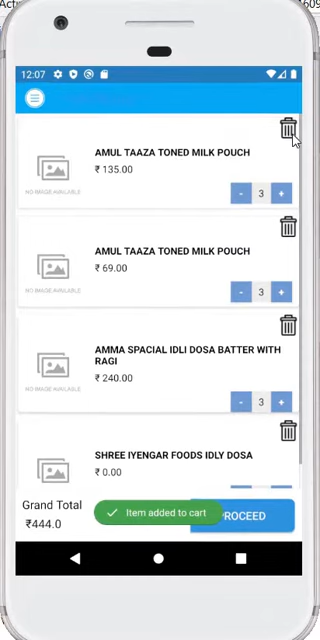 12:07
AMUL TAAZA TONED MILK POUCH
₹ 135.00
NO IMAGE AVAILABLE
- 3 +
AMUL TAAZA TONED MILK POUCH
₹ 69.00
NO IMAGE AVAILABLE
- 3 +
AMMA SPACIAL IDLI DOSA BATTER WITH
RAGI
₹ 240.00
NO IMAGE AVAILABLE
- 3 +
SHREE IYENGAR FOODS IDLY DOSA
₹ 0.00
Grand Total
₹444.0
Item added to cart
PROCEED